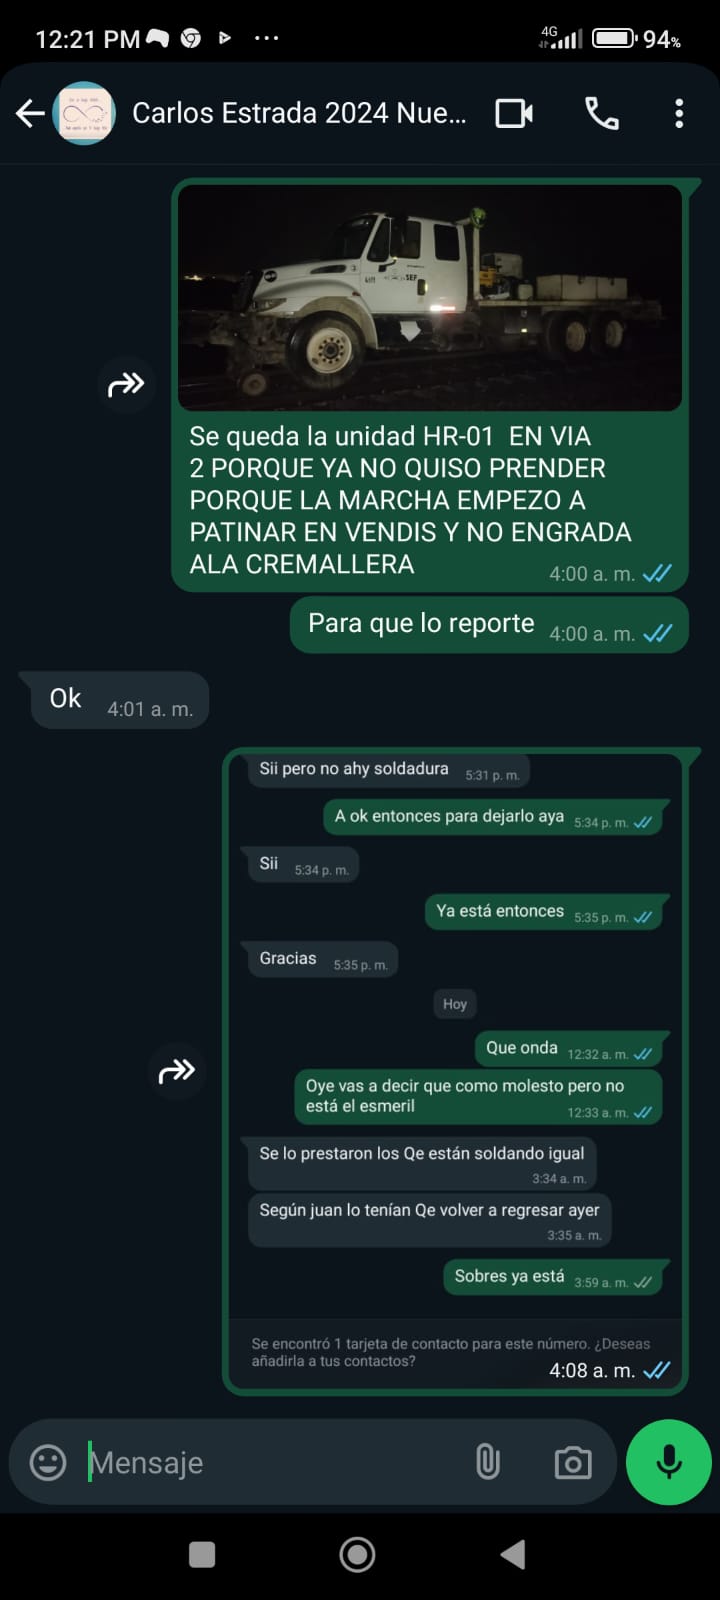 12:21 PM
4G
94%
Carlos Estrada 2024 Nue...
SEF
Se queda la unidad HR-01 EN VIA
2 PORQUE YA NO QUISO PRENDER
PORQUE LA MARCHA EMPEZO A
PATINAR EN VENDIS Y NO ENGRADA
ALA CREMALLERA
4:00 a. m.
Para que lo reporte 4:00 a. m.
Ok 4:01 a. m.
Sii pero no ahy soldadura 5:31 p. m.
A ok entonces para dejarlo aya 5:34 p. m.
Sii 5:34 p. m.
Ya está entonces 5:35 p. m.
Gracias 5:35 p. m.
Hoy
Que onda 12:32 a. m.
Oye vas a decir que como molesto pero no
está el esmeril 12:33 a. m.
Se lo prestaron los Qe están soldando igual
3:34 a. m.
Según juan lo tenían Qe volver a regresar ayer
3:35 a. m.
Sobres ya está 3:59 a. m.
Se encontró 1 tarjeta de contacto para este número. ¿Deseas
añadirla a tus contactos?
4:08 a. m.
Mensaje